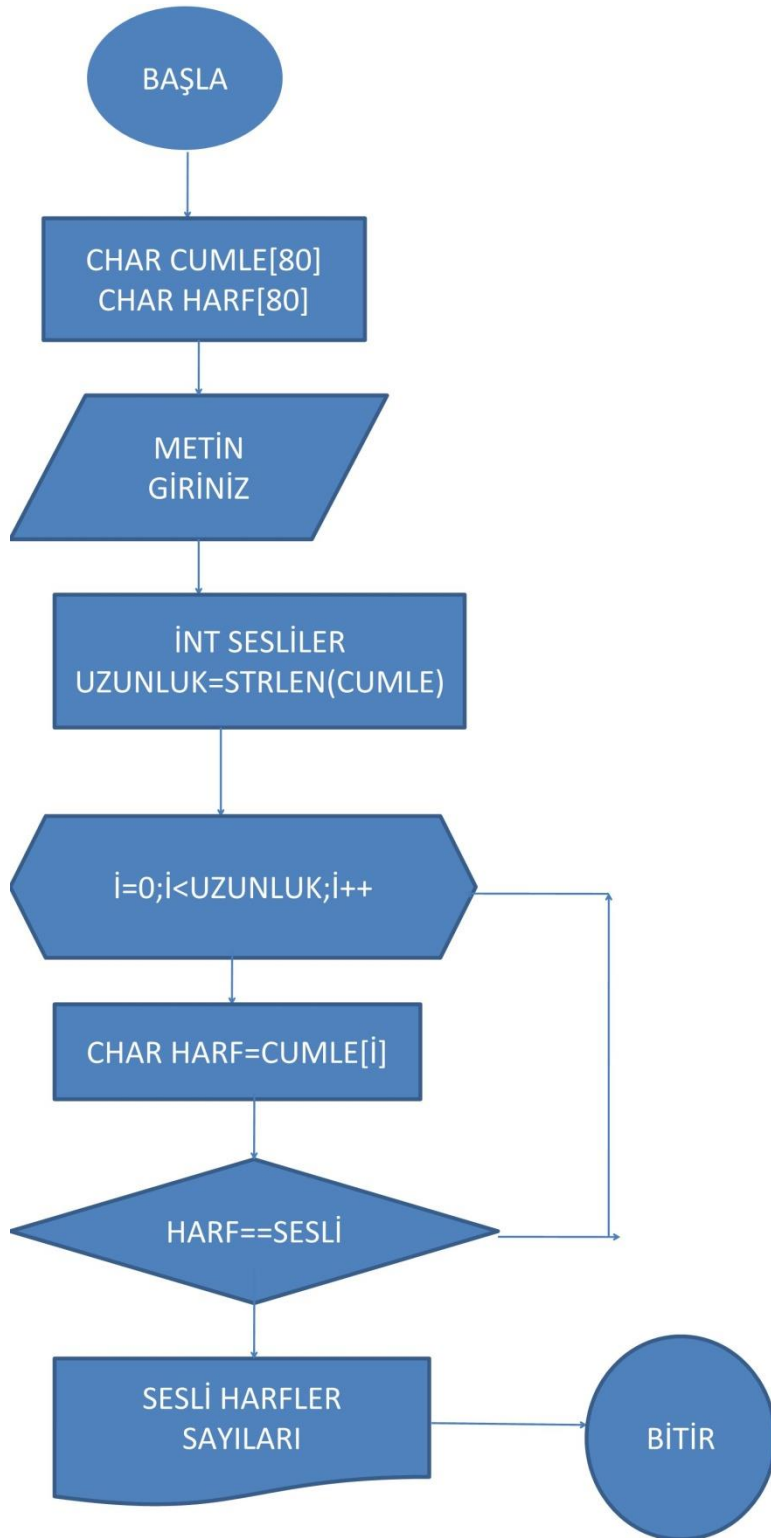 BAŞLA
CHAR CUMLE[80]
CHAR HARF[80]
METİN
GİRİNİZ
İNT SESLİLER
UZUNLUK=STRLEN(CUMLE)
İ=0;İ<UZUNLUK;İ++
CHAR HARF=CUMLE[İ]
HARF==SESLİ
SESLİ HARFLER
SAYILARI
BİTİR